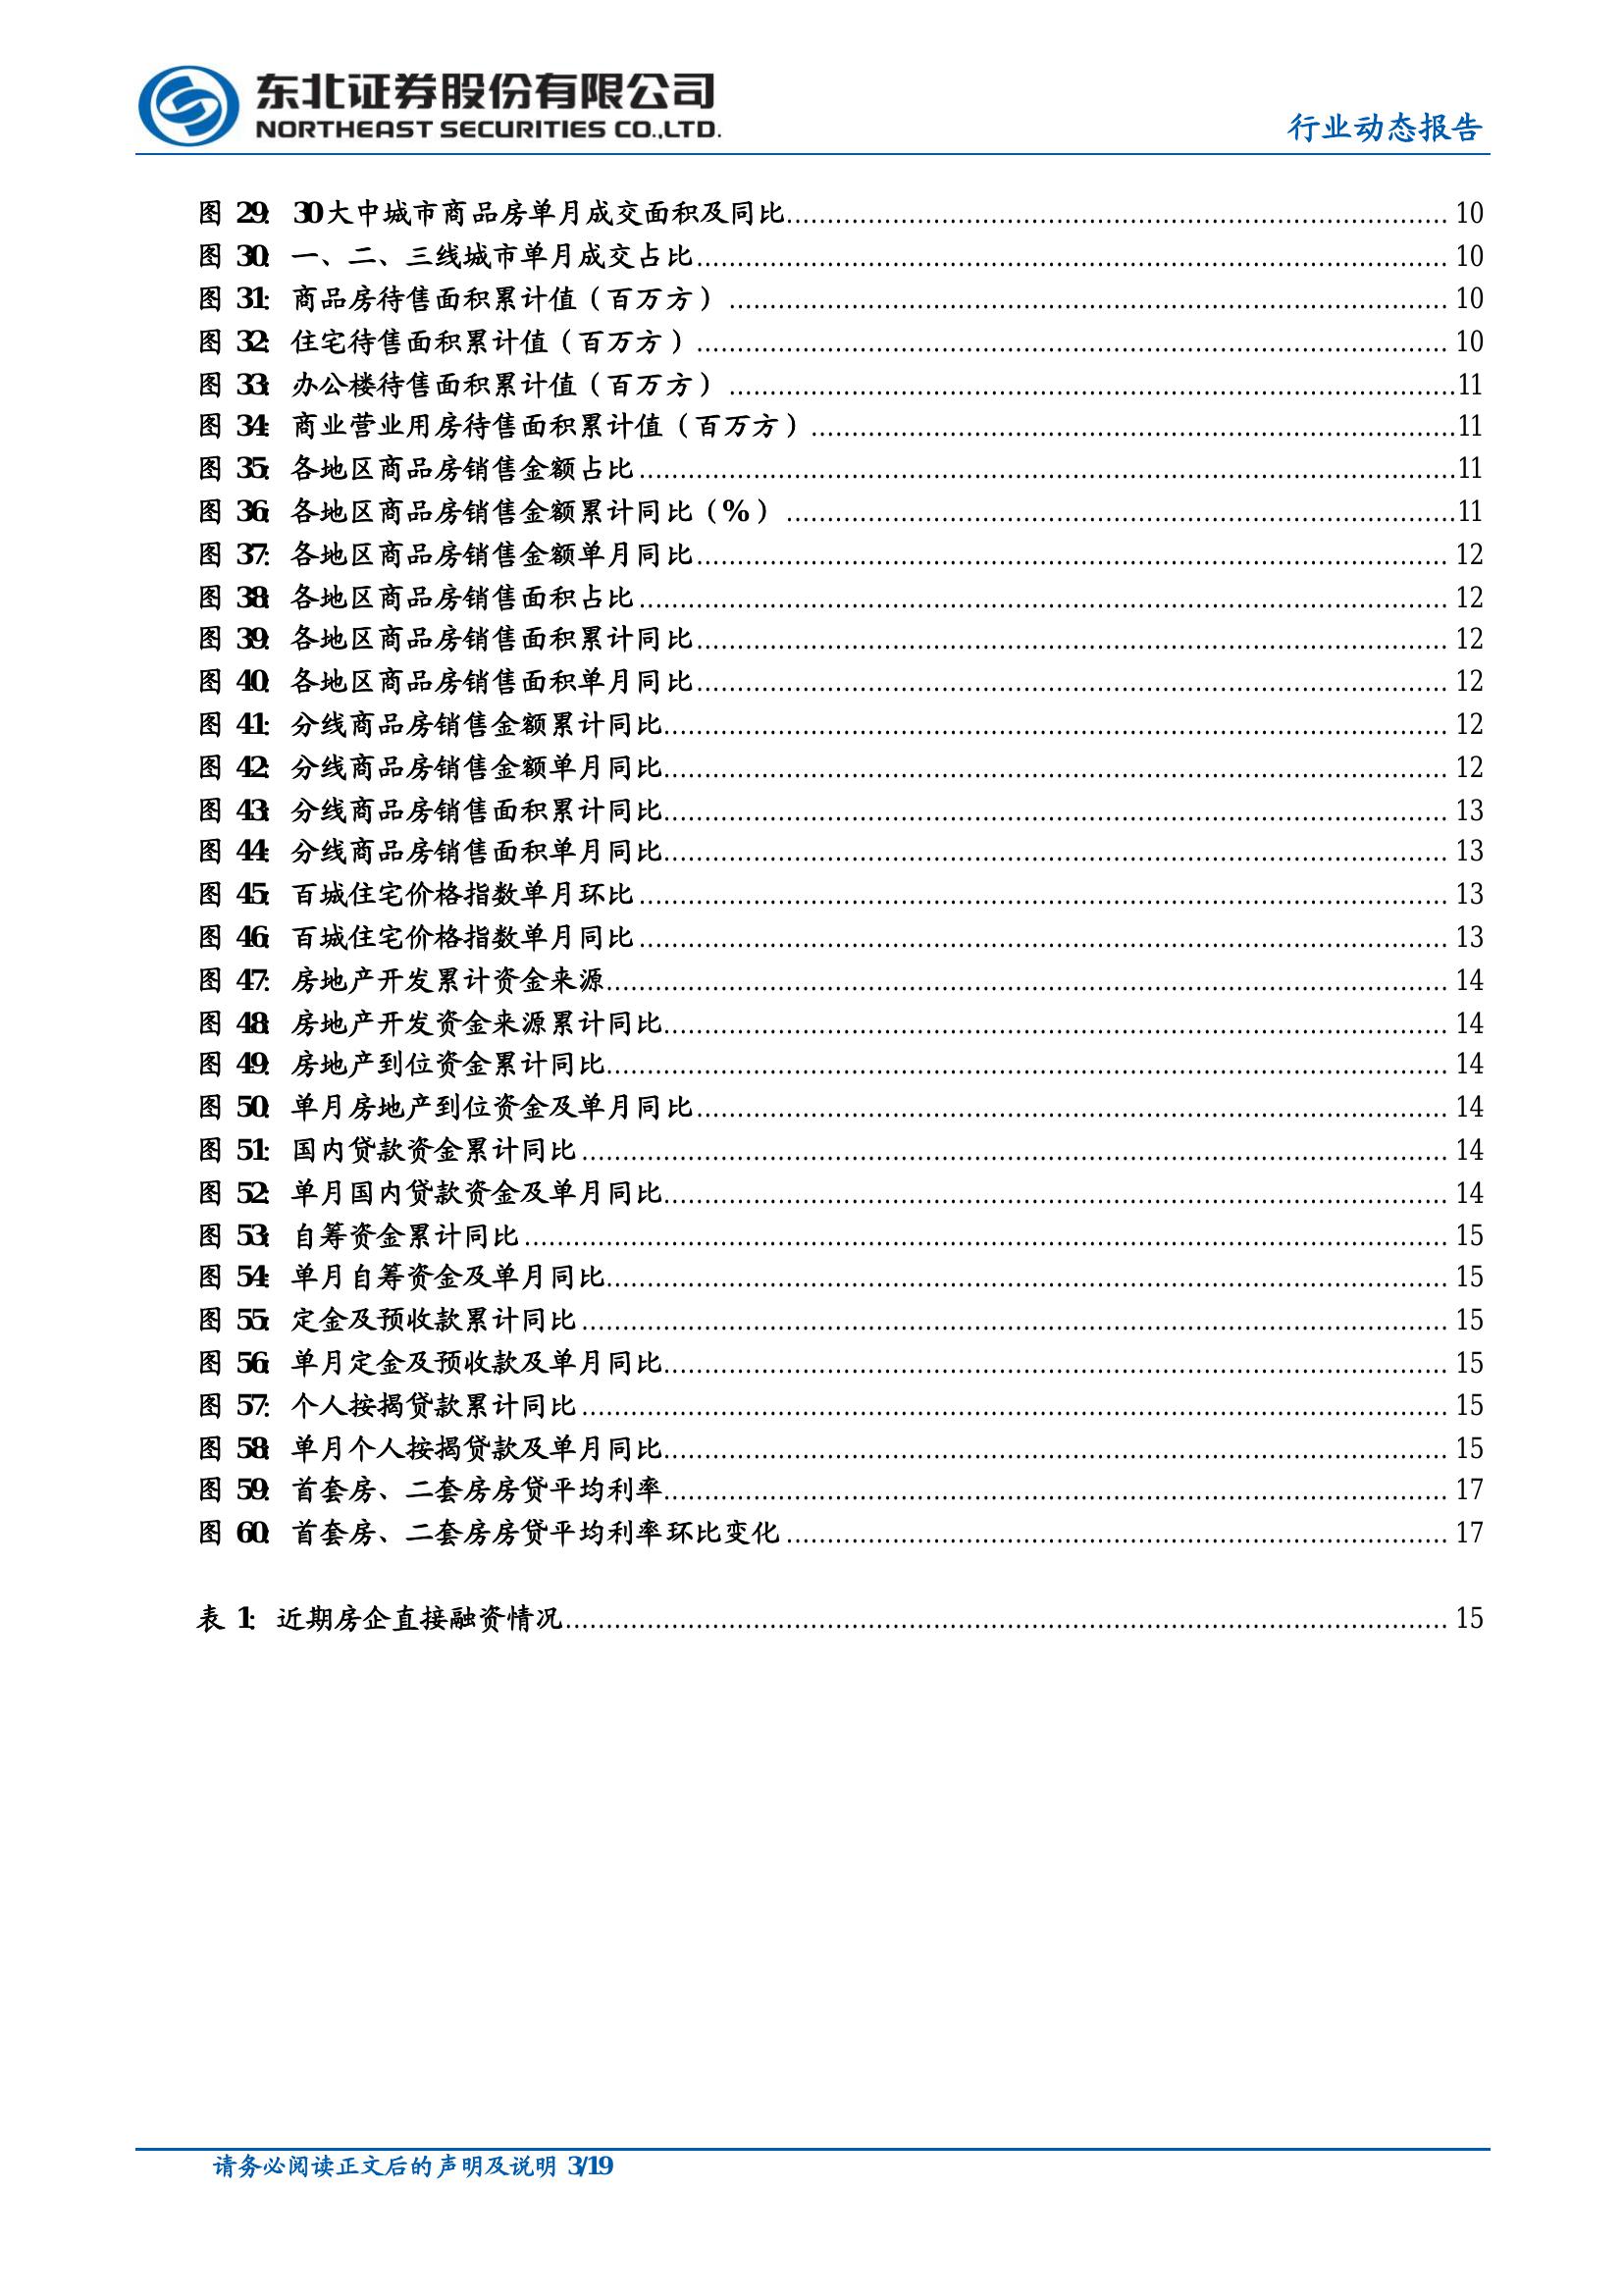 东北证券股份有限公司
NORTHEAST SECURITIES CO.,LTD.
行业动态报告
图 29: 30大中城市商品房单月成交面积及同比 10
图 30: 一、二、三线城市单月成交占比 10
图 31: 商品房待售面积累计值（百万方） 10
图 32: 住宅待售面积累计值（百万方） 10
图 33: 办公楼待售面积累计值（百万方） 11
图 34: 商业营业用房待售面积累计值（百万方） 11
图 35: 各地区商品房销售金额占比 11
图 36: 各地区商品房销售金额累计同比（%） 11
图 37: 各地区商品房销售金额单月同比 12
图 38: 各地区商品房销售面积占比 12
图 39: 各地区商品房销售面积累计同比 12
图 40: 各地区商品房销售面积单月同比 12
图 41: 分线商品房销售金额累计同比 12
图 42: 分线商品房销售金额单月同比 12
图 43: 分线商品房销售面积累计同比 13
图 44: 分线商品房销售面积单月同比 13
图 45: 百城住宅价格指数单月环比 13
图 46: 百城住宅价格指数单月同比 13
图 47: 房地产开发累计资金来源 14
图 48: 房地产开发资金来源累计同比 14
图 49: 房地产到位资金累计同比 14
图 50: 单月房地产到位资金及单月同比 14
图 51: 国内贷款资金累计同比 14
图 52: 单月国内贷款资金及单月同比 14
图 53: 自筹资金累计同比 15
图 54: 单月自筹资金及单月同比 15
图 55: 定金及预收款累计同比 15
图 56: 单月定金及预收款及单月同比 15
图 57: 个人按揭贷款累计同比 15
图 58: 单月个人按揭贷款及单月同比 15
图 59: 首套房、二套房房贷平均利率 17
图 60: 首套房、二套房房贷平均利率环比变化 17
表 1: 近期房企直接融资情况 15
请务必阅读正文后的声明及说明 3/19